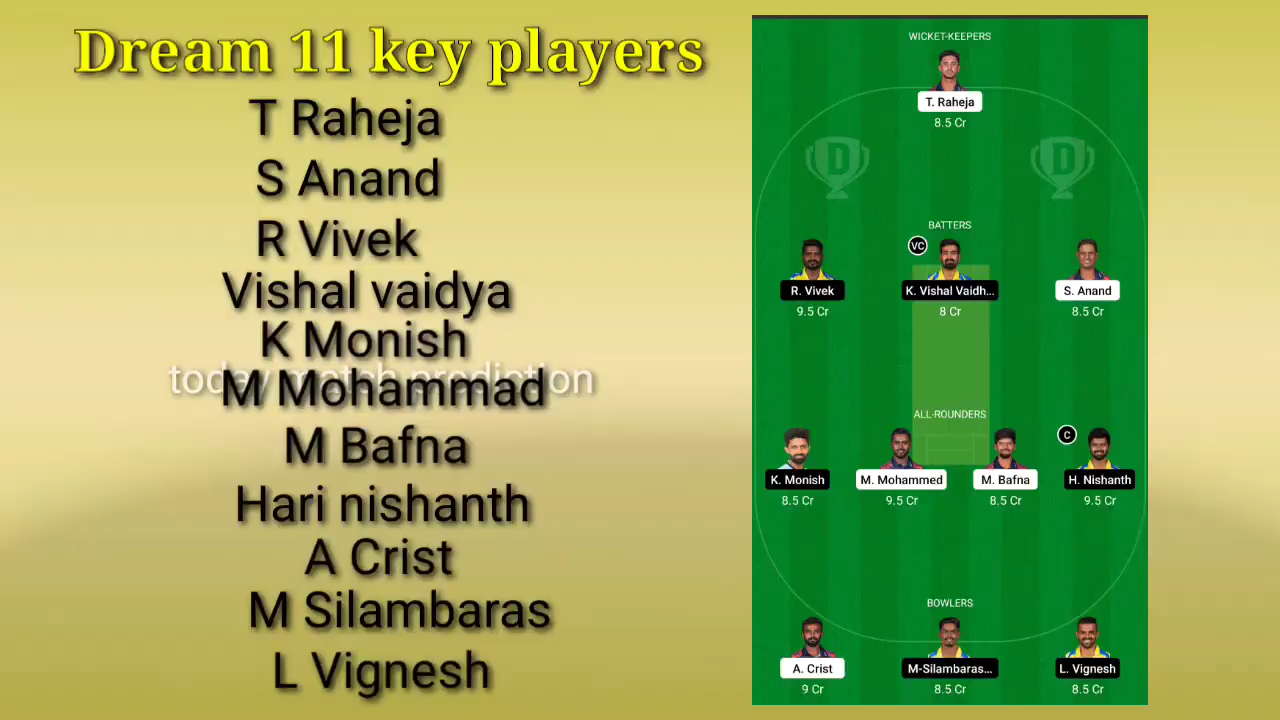 Dream 11 key players
T Raheja
S Anand
R Vivek
Vishal vaidya
K Monish
today match prediction
M Mohammad
M Bafna
Hari nishanth
A Crist
M Silambaras
L Vignesh
WICKET-KEEPERS
T. Raheja
8.5 Cr
D D
BATTERS
VC
R. Vivek K. Vishal Vaidh... S. Anand
9.5 Cr 8 Cr 8.5 Cr
ALL-ROUNDERS
C
K. Monish M. Mohammed M. Bafna H. Nishanth
8.5 Cr 9.5 Cr 8.5 Cr 9.5 Cr
BOWLERS
A. Crist M-Silambaras... L. Vignesh
9 Cr 8.5 Cr 8.5 Cr